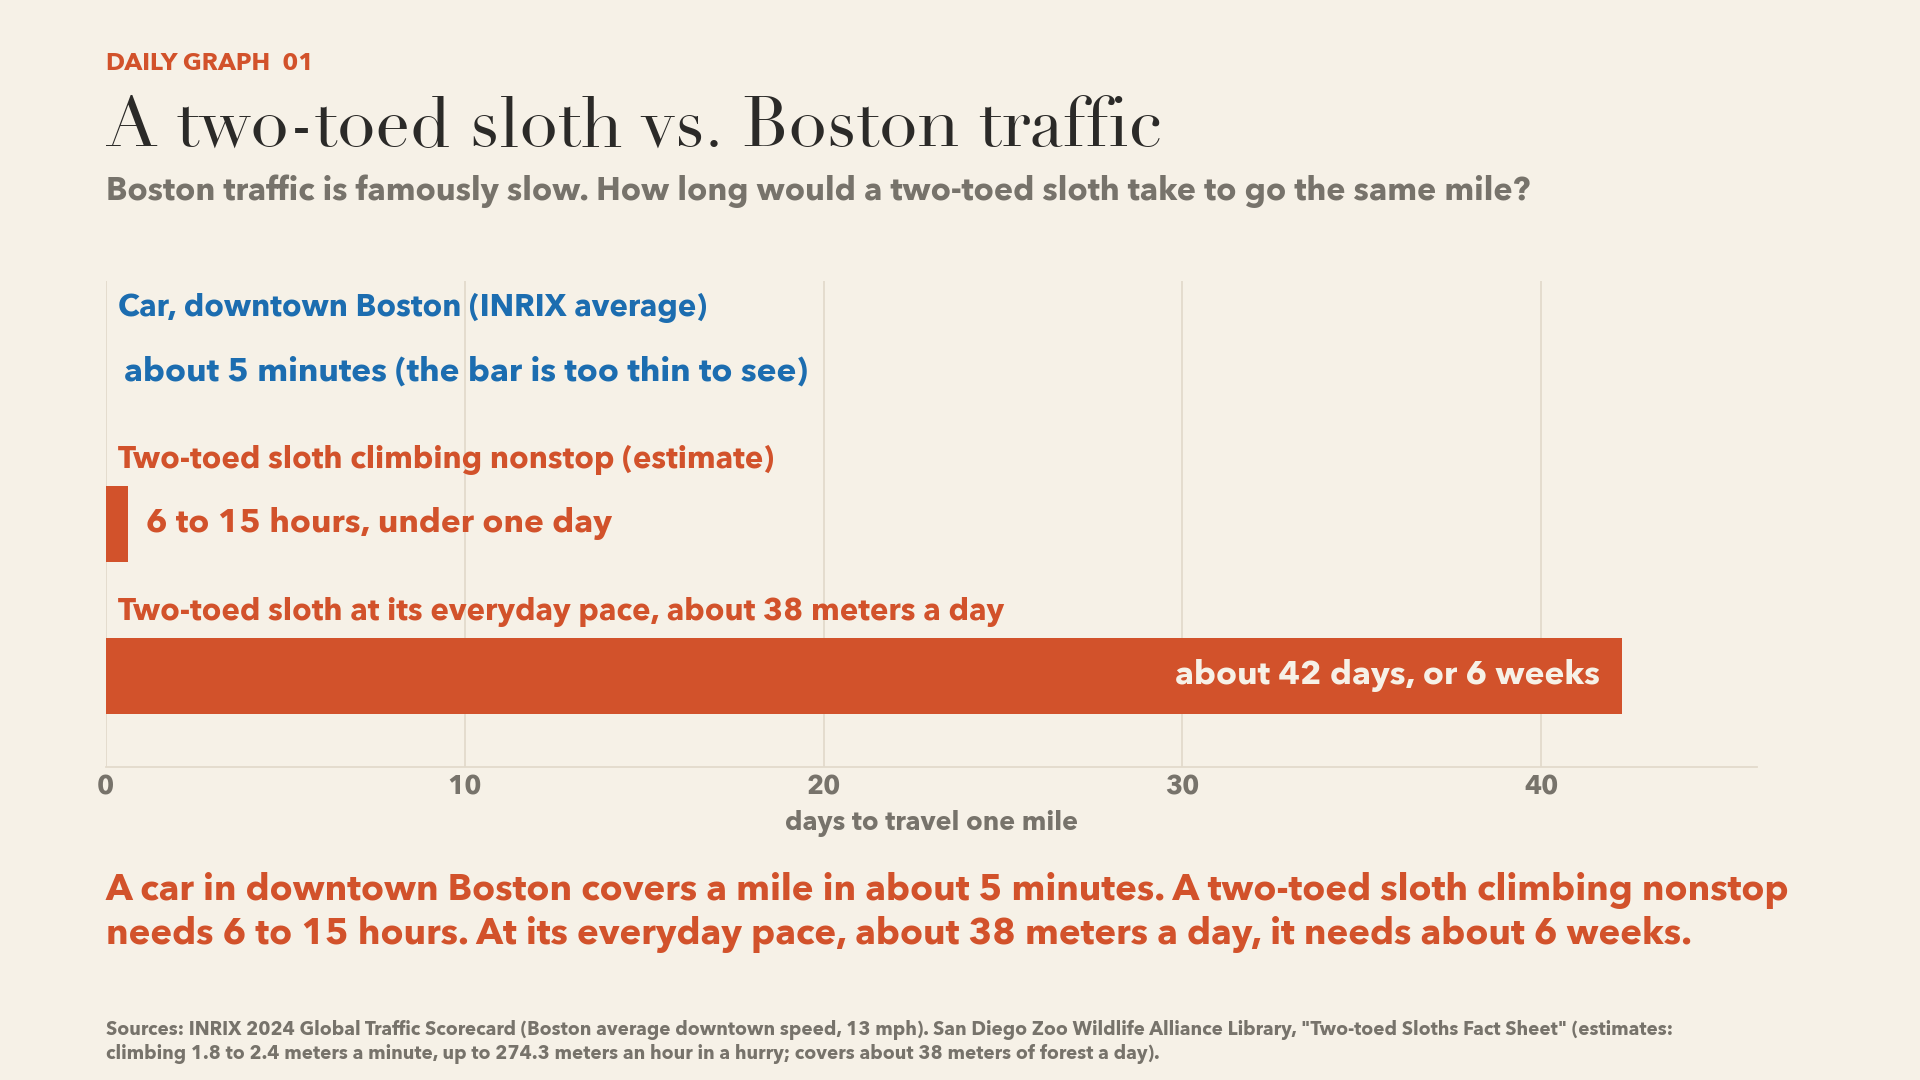 DAILY GRAPH 01
A two-toed sloth vs. Boston traffic
Boston traffic is famously slow. How long would a two-toed sloth take to go the same mile?
Car, downtown Boston (INRIX average)
about 5 minutes (the bar is too thin to see)
Two-toed sloth climbing nonstop (estimate)
6 to 15 hours, under one day
Two-toed sloth at its everyday pace, about 38 meters a day
about 42 days, or 6 weeks
0 10 20 30 40
days to travel one mile
A car in downtown Boston covers a mile in about 5 minutes. A two-toed sloth climbing nonstop
needs 6 to 15 hours. At its everyday pace, about 38 meters a day, it needs about 6 weeks.
Sources: INRIX 2024 Global Traffic Scorecard (Boston average downtown speed, 13 mph). San Diego Zoo Wildlife Alliance Library, "Two-toed Sloths Fact Sheet" (estimates:
climbing 1.8 to 2.4 meters a minute, up to 274.3 meters an hour in a hurry; covers about 38 meters of forest a day).